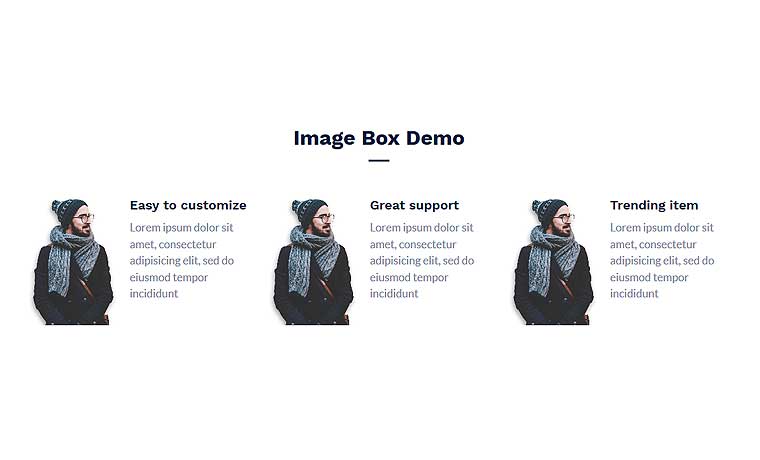 Image Box Demo
Easy to customize
Lorem ipsum dolor sit
amet, consectetur
adipisicing elit, sed do
eiusmod tempor
incididunt
Great support
Lorem ipsum dolor sit
amet, consectetur
adipisicing elit, sed do
eiusmod tempor
incididunt
Trending item
Lorem ipsum dolor sit
amet, consectetur
adipisicing elit, sed do
eiusmod tempor
incididunt